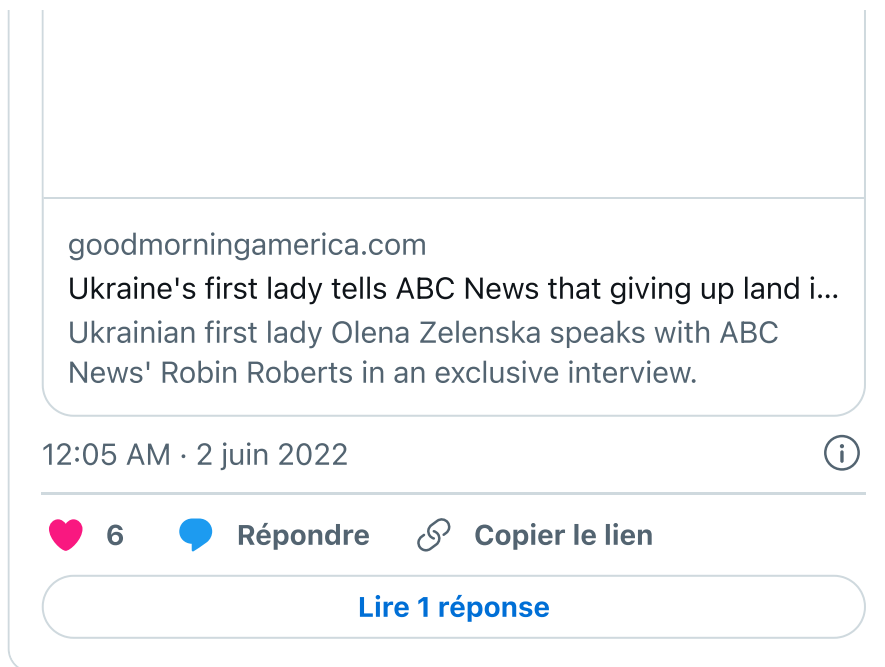 goodmorningamerica.com
Ukraine's first lady tells ABC News that giving up land i...
Ukrainian first lady Olena Zelenska speaks with ABC
News' Robin Roberts in an exclusive interview.
12:05 AM · 2 juin 2022
6 Répondre Copier le lien
Lire 1 réponse